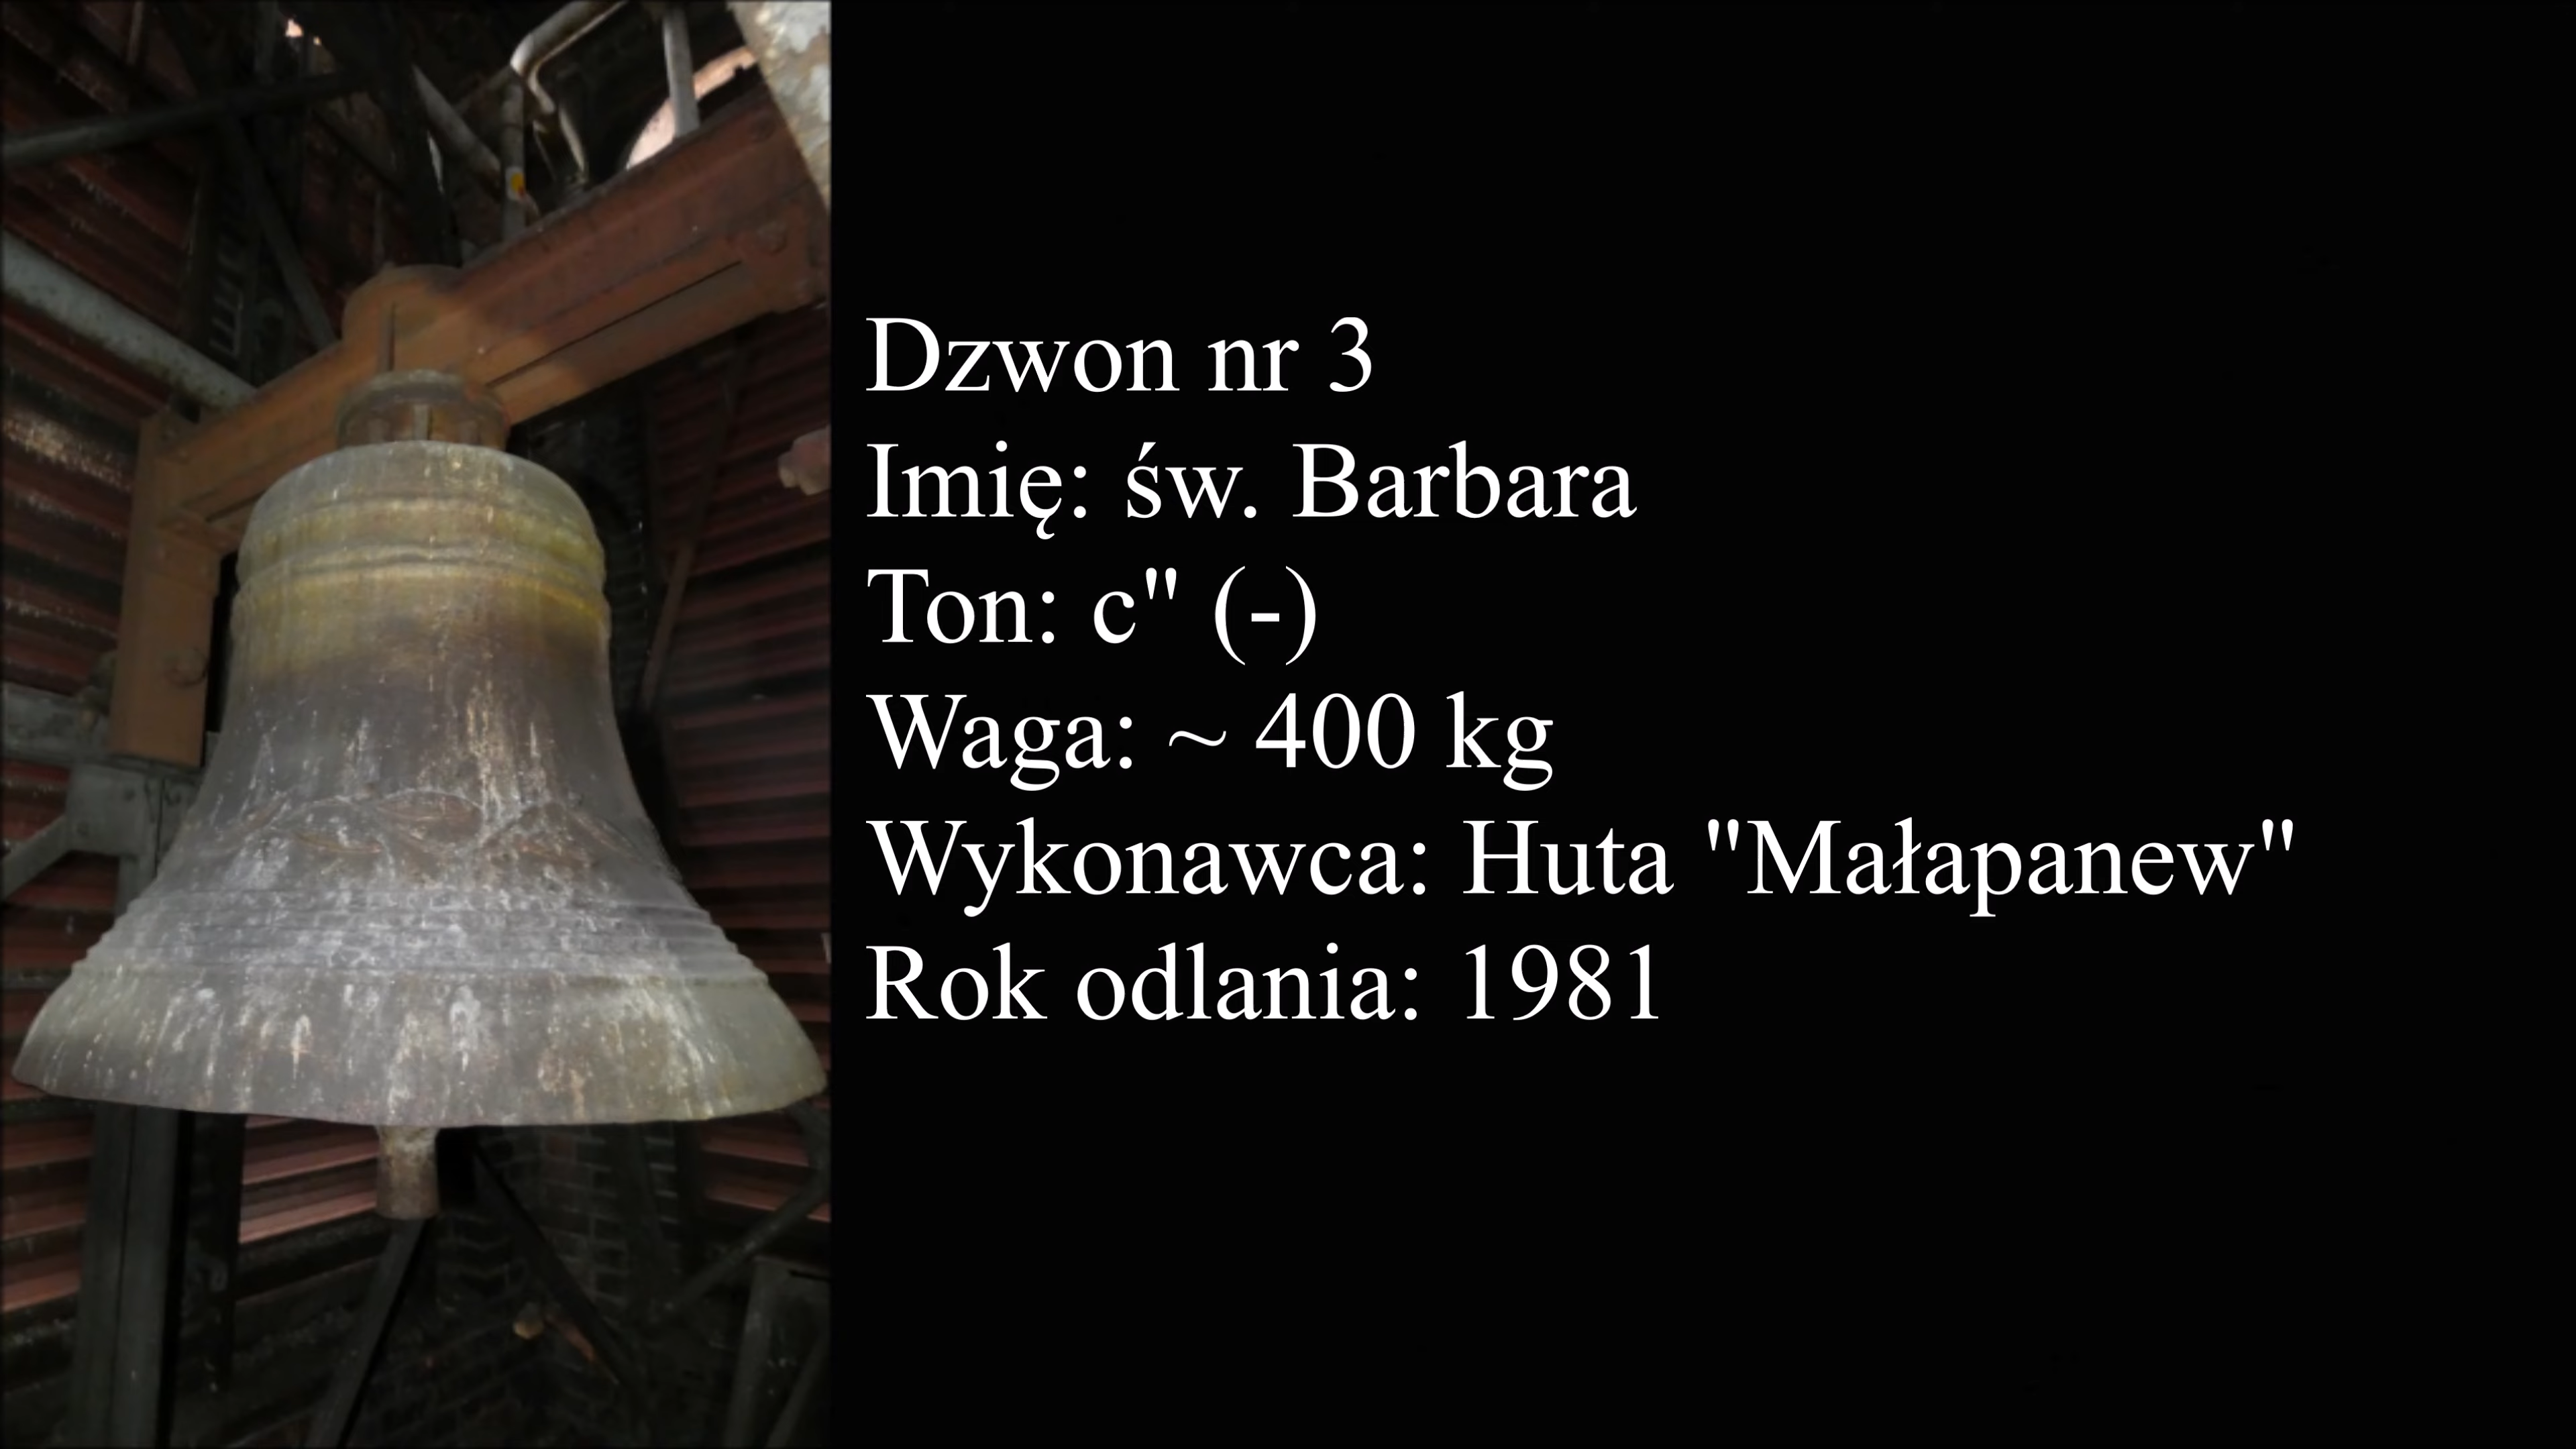 Dzwon nr 3
Imię: św. Barbara
Ton: c" (-)
Waga: ~ 400 kg
Wykonawca: Huta "Małapanew"
Rok odlania: 1981